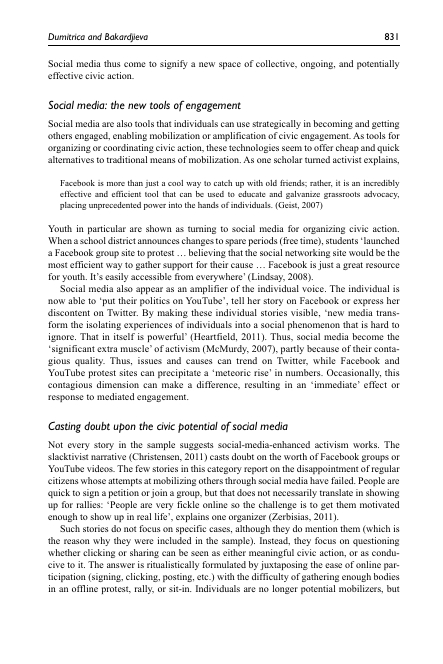 Dumitrica and Bakardjieva 831
Social media thus come to signify a new space of collective, ongoing, and potentially
effective civic action.
Social media: the new tools of engagement
Social media are also tools that individuals can use strategically in becoming and getting
others engaged, enabling mobilization or amplification of civic engagement. As tools for
organizing or coordinating civic action, these technologies seem to offer cheap and quick
alternatives to traditional means of mobilization. As one scholar turned activist explains,
Facebook is more than just a cool way to catch up with old friends; rather, it is an incredibly
effective and efficient tool that can be used to educate and galvanize grassroots advocacy,
placing unprecedented power into the hands of individuals. (Geist, 2007)
Youth in particular are shown as turning to social media for organizing civic action.
When a school district announces changes to spare periods (free time), students ‘launched
a Facebook group site to protest … believing that the social networking site would be the
most efficient way to gather support for their cause … Facebook is just a great resource
for youth. It’s easily accessible from everywhere’ (Lindsay, 2008).
Social media also appear as an amplifier of the individual voice. The individual is
now able to ‘put their politics on YouTube’, tell her story on Facebook or express her
discontent on Twitter. By making these individual stories visible, ‘new media trans-
form the isolating experiences of individuals into a social phenomenon that is hard to
ignore. That in itself is powerful’ (Heartfield, 2011). Thus, social media become the
‘significant extra muscle’ of activism (McMurdy, 2007), partly because of their conta-
gious quality. Thus, issues and causes can trend on Twitter, while Facebook and
YouTube protest sites can precipitate a ‘meteoric rise’ in numbers. Occasionally, this
contagious dimension can make a difference, resulting in an ‘immediate’ effect or
response to mediated engagement.
Casting doubt upon the civic potential of social media
Not every story in the sample suggests social-media-enhanced activism works. The
slacktivist narrative (Christensen, 2011) casts doubt on the worth of Facebook groups or
YouTube videos. The few stories in this category report on the disappointment of regular
citizens whose attempts at mobilizing others through social media have failed. People are
quick to sign a petition or join a group, but that does not necessarily translate in showing
up for rallies: ‘People are very fickle online so the challenge is to get them motivated
enough to show up in real life’, explains one organizer (Zerbisias, 2011).
Such stories do not focus on specific cases, although they do mention them (which is
the reason why they were included in the sample). Instead, they focus on questioning
whether clicking or sharing can be seen as either meaningful civic action, or as condu-
cive to it. The answer is ritualistically formulated by juxtaposing the ease of online par-
ticipation (signing, clicking, posting, etc.) with the difficulty of gathering enough bodies
in an offline protest, rally, or sit-in. Individuals are no longer potential mobilizers, but